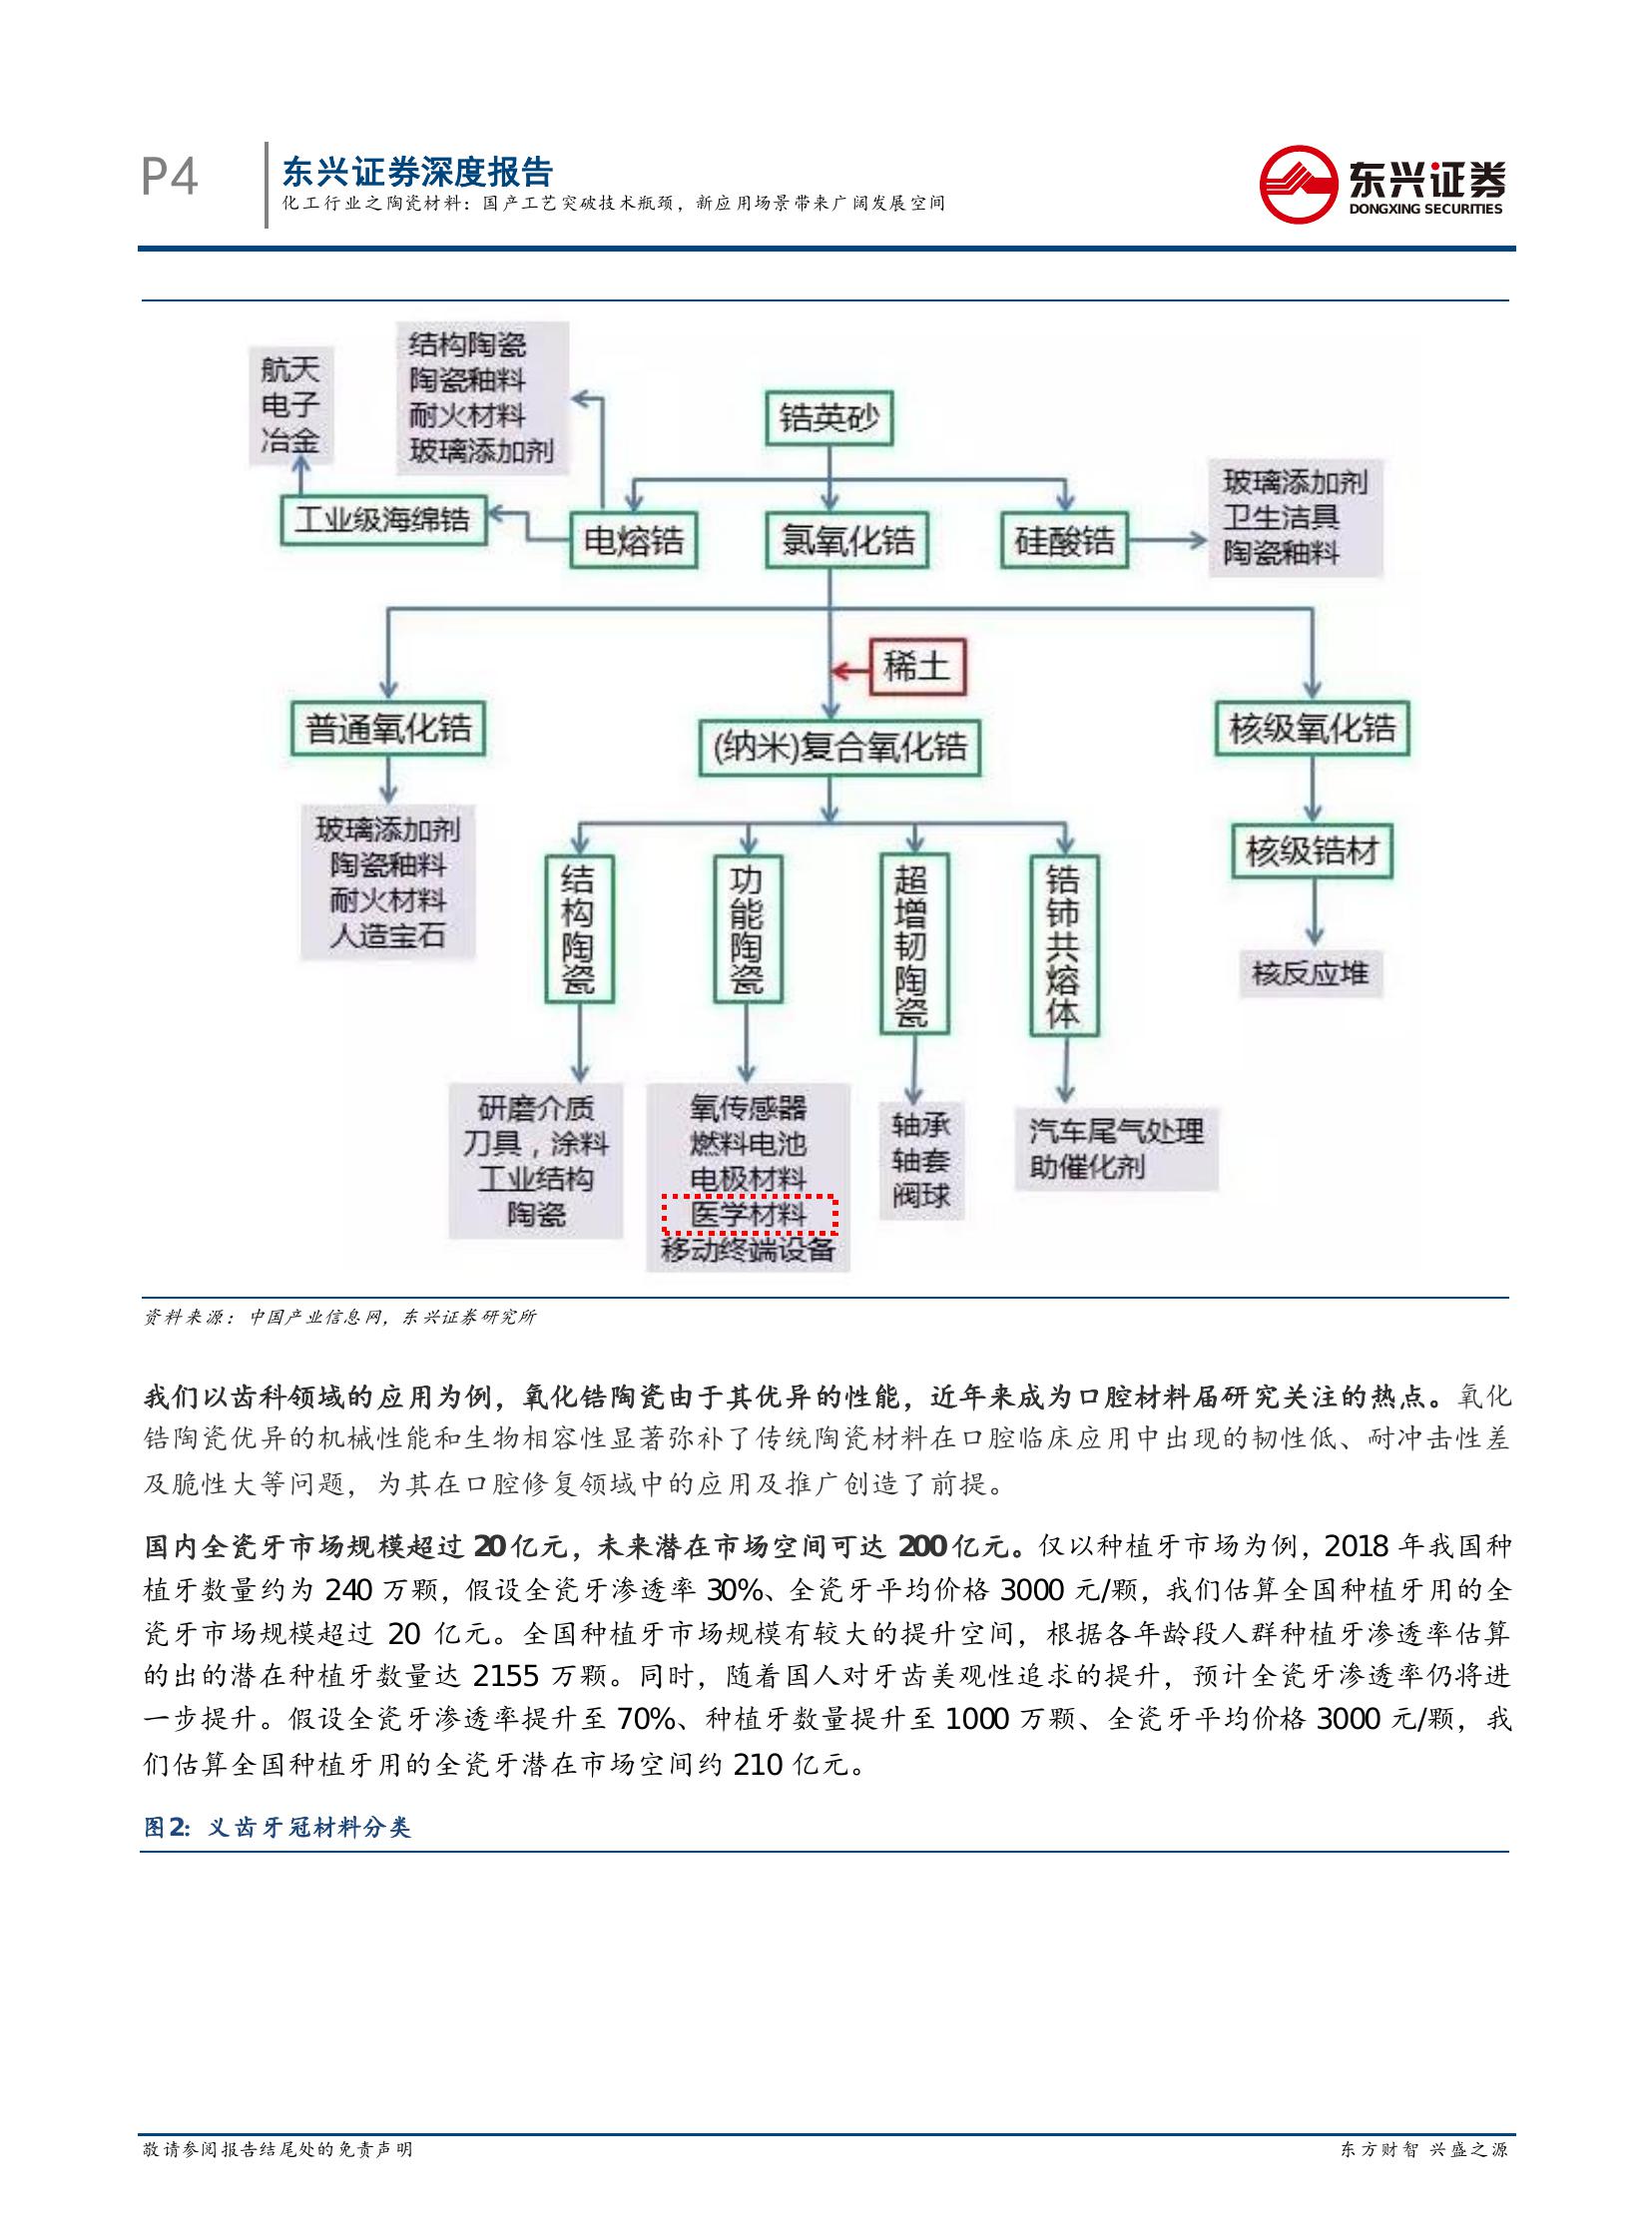 P4
东兴证券深度报告
化工行业之陶瓷材料：国产工艺突破技术瓶颈，新应用场景带来广阔发展空间
东兴证券
DONGXING SECURITIES
航天
电子
冶金
结构陶瓷
陶瓷釉料
耐火材料
玻璃添加剂
锆英砂
工业级海绵锆
电熔锆
氯氧化锆
硅酸锆
玻璃添加剂
卫生洁具
陶瓷釉料
稀土
普通氧化锆
(纳米)复合氧化锆
核级氧化锆
玻璃添加剂
陶瓷釉料
耐火材料
人造宝石
结构陶瓷
功能陶瓷
超增韧陶瓷
锆铈共熔体
核级锆材
核反应堆
研磨介质
刀具，涂料
工业结构
陶瓷
氧传感器
燃料电池
电极材料
医学材料
移动终端设备
轴承
轴套
阀球
汽车尾气处理
助催化剂
资料来源：中国产业信息网，东兴证券研究所
我们以齿科领域的应用为例，氧化锆陶瓷由于其优异的性能，近年来成为口腔材料届研究关注的热点。氧化
锆陶瓷优异的机械性能和生物相容性显著弥补了传统陶瓷材料在口腔临床应用中出现的韧性低、耐冲击性差
及脆性大等问题，为其在口腔修复领域中的应用及推广创造了前提。
国内全瓷牙市场规模超过 20 亿元，未来潜在市场空间可达 200 亿元。仅以种植牙市场为例，2018 年我国种
植牙数量约为 240 万颗，假设全瓷牙渗透率 30%、全瓷牙平均价格 3000 元/颗，我们估算全国种植牙用的全
瓷牙市场规模超过 20 亿元。全国种植牙市场规模有较大的提升空间，根据各年龄段人群种植牙渗透率估算
的出的潜在种植牙数量达 2155 万颗。同时，随着国人对牙齿美观性追求的提升，预计全瓷牙渗透率仍将进
一步提升。假设全瓷牙渗透率提升至 70%、种植牙数量提升至 1000 万颗、全瓷牙平均价格 3000 元/颗，我
们估算全国种植牙用的全瓷牙潜在市场空间约 210 亿元。
图2：义齿牙冠材料分类
敬请参阅报告结尾处的免责声明
东方财智 兴盛之源